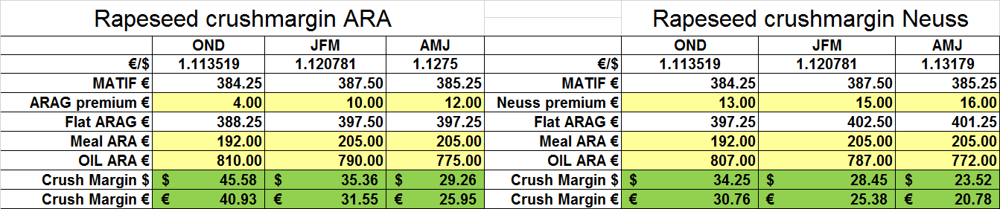 Rapeseed crushmargin ARA Rapeseed crushmargin Neuss
OND JFM AMJ OND JFM AMJ
€/$ 1.113519 1.120781 1.1275 €/$ 1.113519 1.120781 1.13179
MATIF € 384.25 387.50 385.25 MATIF € 384.25 387.50 385.25
ARAG premium € 4.00 10.00 12.00 Neuss premium € 13.00 15.00 16.00
Flat ARAG € 388.25 397.50 397.25 Flat ARAG € 397.25 402.50 401.25
Meal ARA € 192.00 205.00 205.00 Meal ARA € 192.00 205.00 205.00
OIL ARA € 810.00 790.00 775.00 OIL ARA € 807.00 787.00 772.00
Crush Margin $ $ 45.58 $ 35.36 $ 29.26 Crush Margin $ $ 34.25 $ 28.45 $ 23.52
Crush Margin € € 40.93 € 31.55 € 25.95 Crush Margin € € 30.76 € 25.38 € 20.78